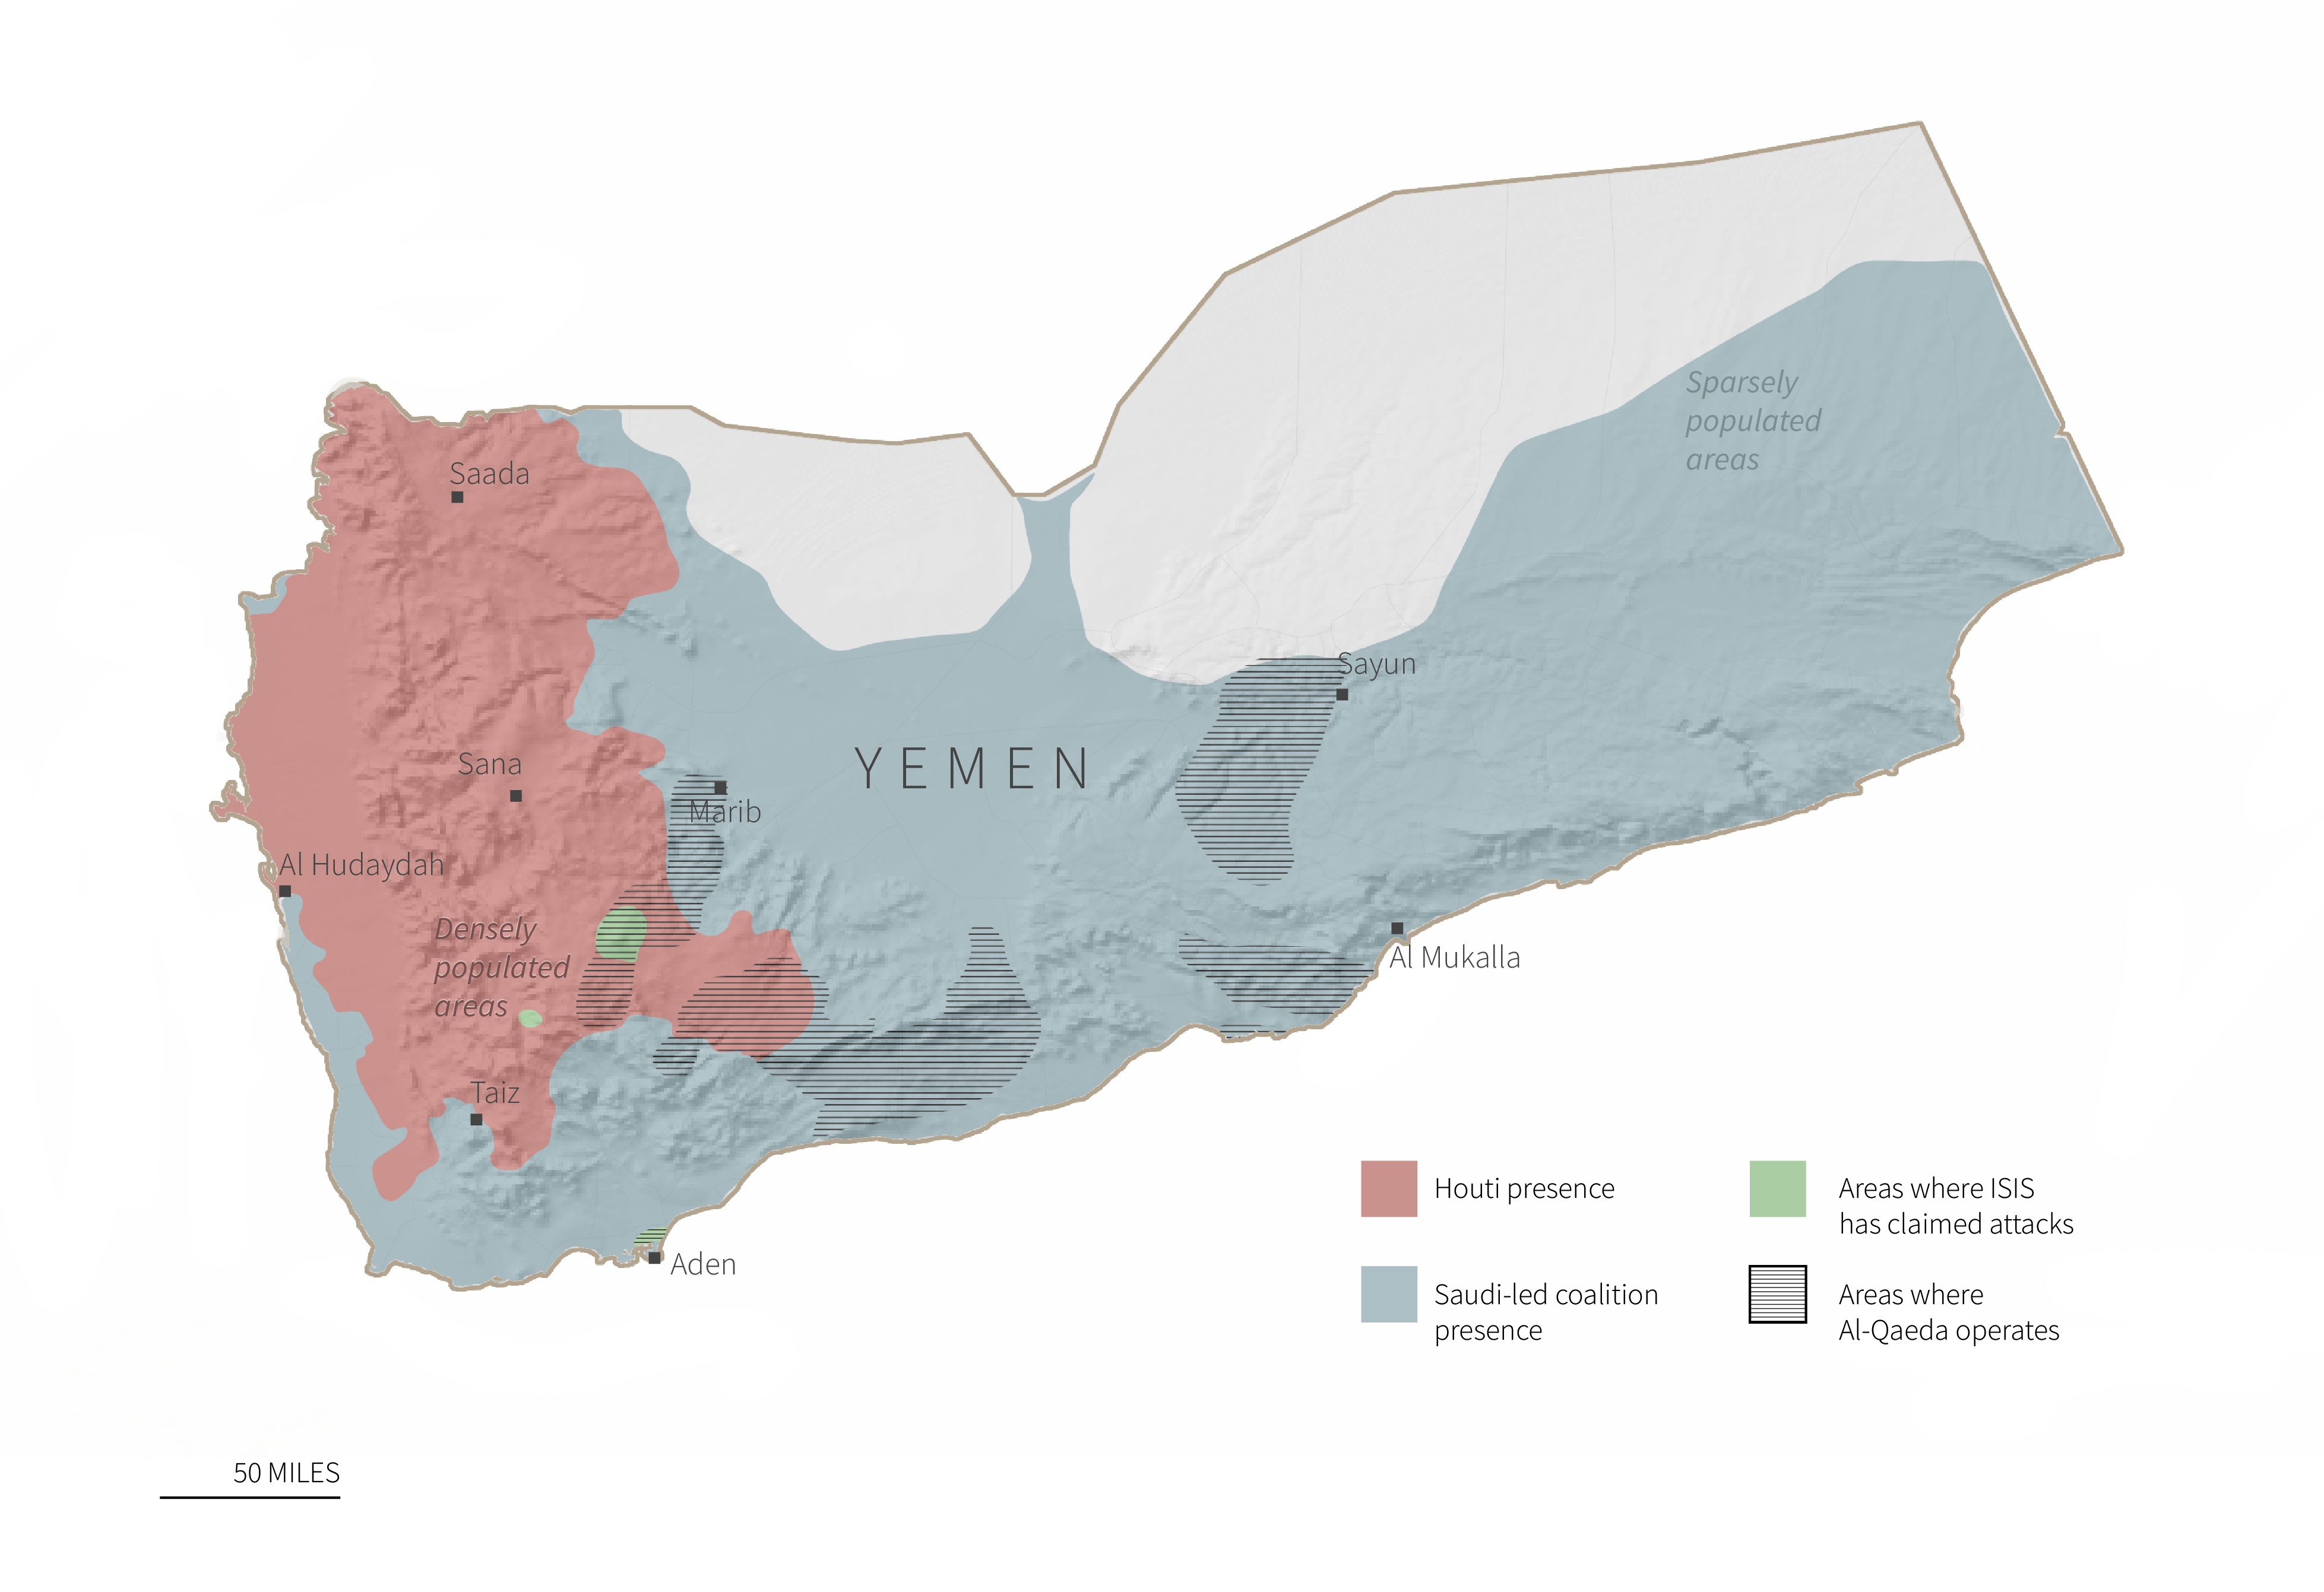 Sparsely
populated
areas
Saada
Sayun
YEMEN
Sana
Marib
Al Hudaydah
Densely
populated
areas
Al Mukalla
Taiz
Aden
Houti presence
Saudi-led coalition
presence
Areas where ISIS
has claimed attacks
Areas where
Al-Qaeda operates
50 MILES